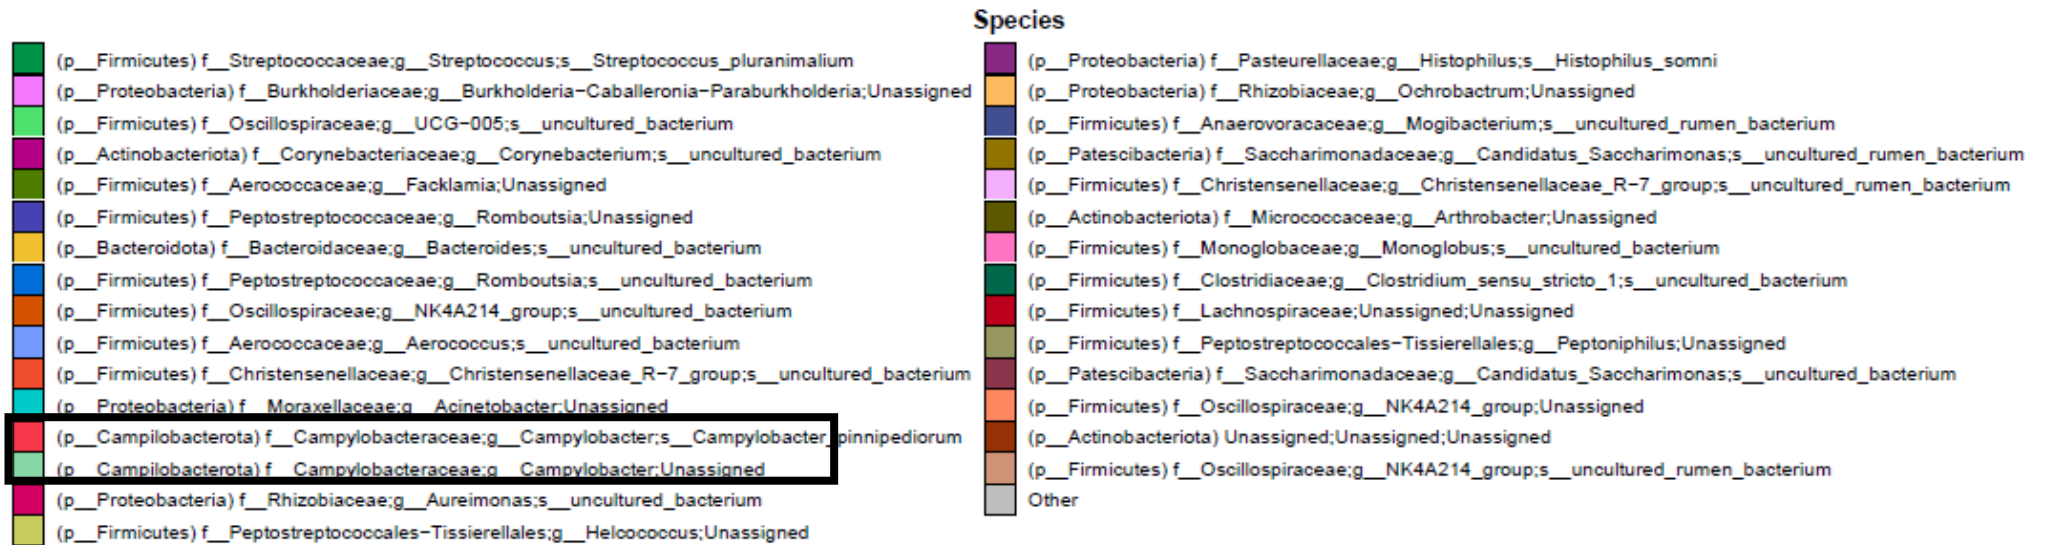 Species
(p__Firmicutes) f__Streptococcaceae;g__Streptococcus;s__Streptococcus_pluranimalium
(p__Proteobacteria) f__Burkholderiaceae;g__Burkholderia−Caballeronia−Paraburkholderia;Unassigned
(p__Firmicutes) f__Oscillospiraceae;g__UCG−005;s__uncultured_bacterium
(p__Actinobacteriota) f__Corynebacteriaceae;g__Corynebacterium;s__uncultured_bacterium
(p__Firmicutes) f__Aerococcaceae;g__Facklamia;Unassigned
(p__Firmicutes) f__Peptostreptococcaceae;g__Romboutsia;Unassigned
(p__Bacteroidota) f__Bacteroidaceae;g__Bacteroides;s__uncultured_bacterium
(p__Firmicutes) f__Peptostreptococcaceae;g__Romboutsia;s__uncultured_bacterium
(p__Firmicutes) f__Oscillospiraceae;g__NK4A214_group;s__uncultured_bacterium
(p__Firmicutes) f__Aerococcaceae;g__Aerococcus;s__uncultured_bacterium
(p__Firmicutes) f__Christensenellaceae;g__Christensenellaceae_R−7_group;s__uncultured_bacterium
(p__Proteobacteria) f__Moraxellaceae;g__Acinetobacter;Unassigned
(p__Campilobacterota) f__Campylobacteraceae;g__Campylobacter;s__Campylobacter_pinnipediorum
(p__Campilobacterota) f__Campylobacteraceae;g__Campylobacter;Unassigned
(p__Proteobacteria) f__Rhizobiaceae;g__Aureimonas;s__uncultured_bacterium
(p__Firmicutes) f__Peptostreptococcales−Tissierellales;g__Helcococcus;Unassigned
(p__Proteobacteria) f__Pasteurellaceae;g__Histophilus;s__Histophilus_somni
(p__Proteobacteria) f__Rhizobiaceae;g__Ochrobactrum;Unassigned
(p__Firmicutes) f__Anaerovoracaceae;g__Mogibacterium;s__uncultured_rumen_bacterium
(p__Patescibacteria) f__Saccharimonadaceae;g__Candidatus_Saccharimonas;s__uncultured_rumen_bacterium
(p__Firmicutes) f__Christensenellaceae;g__Christensenellaceae_R−7_group;s__uncultured_rumen_bacterium
(p__Actinobacteriota) f__Micrococcaceae;g__Arthrobacter;Unassigned
(p__Firmicutes) f__Monoglobaceae;g__Monoglobus;s__uncultured_bacterium
(p__Firmicutes) f__Clostridiaceae;g__Clostridium_sensu_stricto_1;s__uncultured_bacterium
(p__Firmicutes) f__Lachnospiraceae;Unassigned;Unassigned
(p__Firmicutes) f__Peptostreptococcales−Tissierellales;g__Peptoniphilus;Unassigned
(p__Patescibacteria) f__Saccharimonadaceae;g__Candidatus_Saccharimonas;s__uncultured_bacterium
(p__Firmicutes) f__Oscillospiraceae;g__NK4A214_group;Unassigned
(p__Actinobacteriota) Unassigned;Unassigned;Unassigned
(p__Firmicutes) f__Oscillospiraceae;g__NK4A214_group;s__uncultured_rumen_bacterium
Other